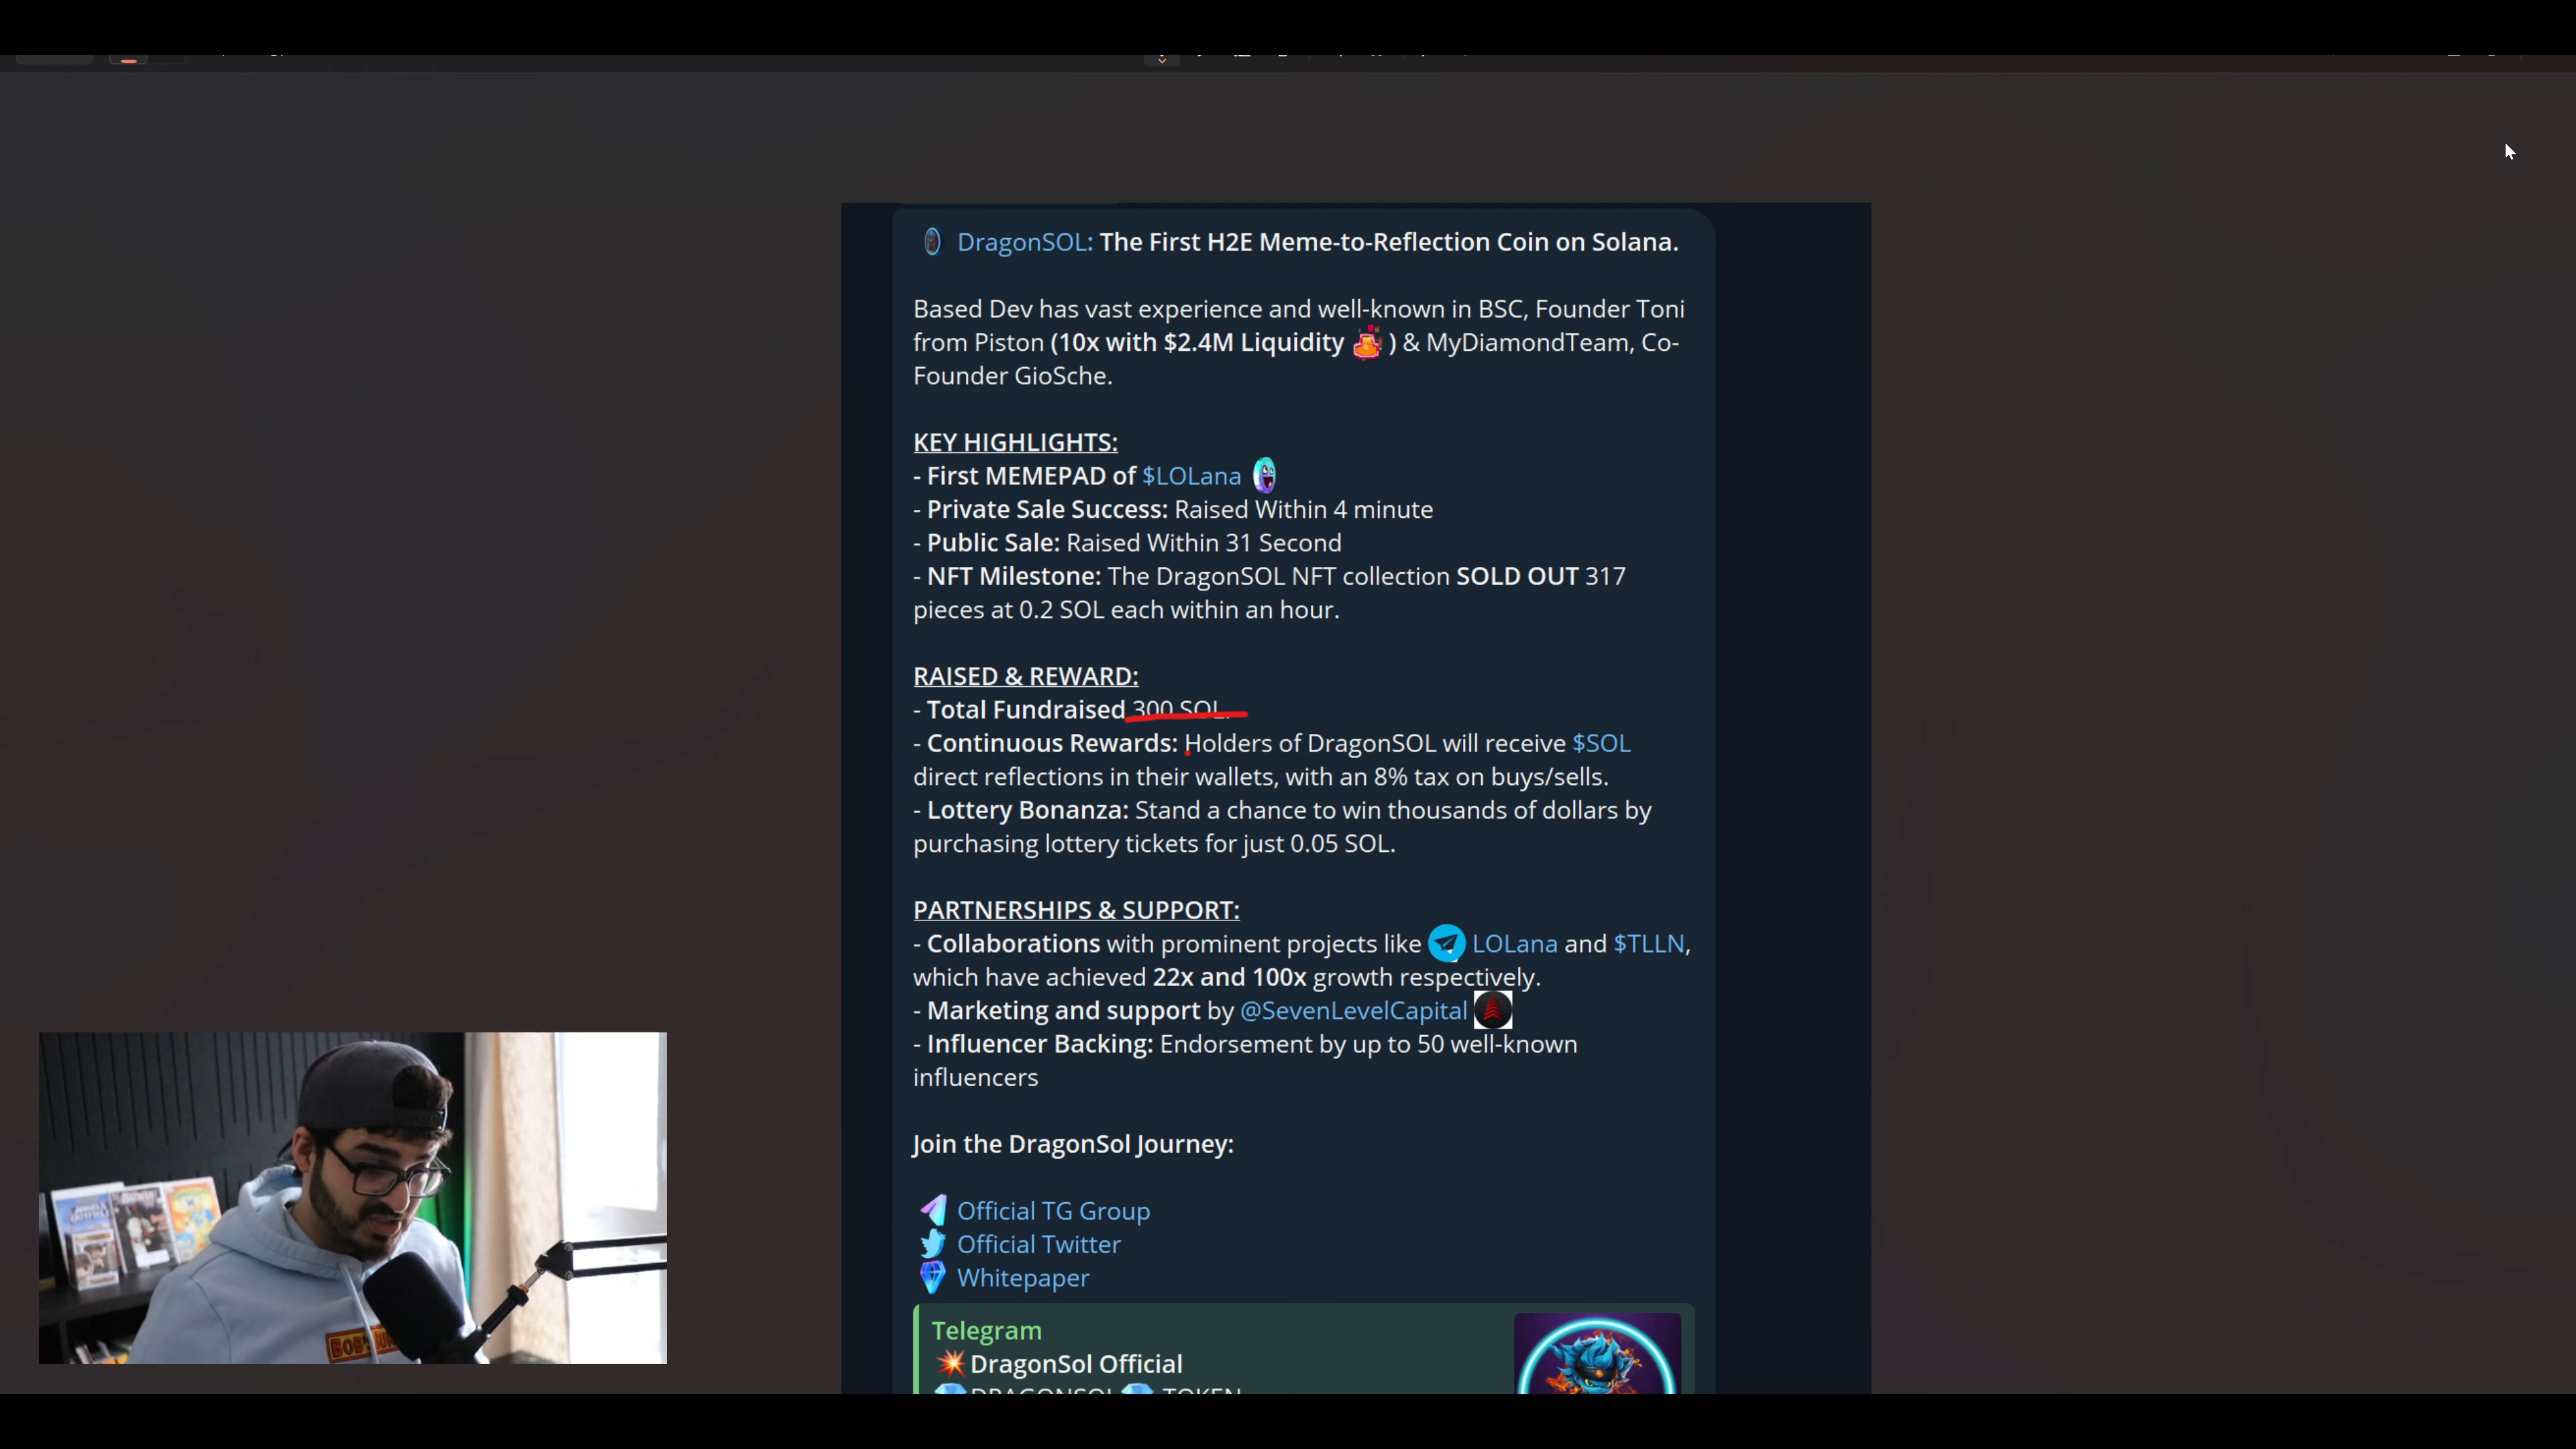 DragonSOL: The First H2E Meme-to-Reflection Coin on Solana.
Based Dev has vast experience and well-known in BSC, Founder Toni
from Piston (10x with $2.4M Liquidity ) & MyDiamondTeam, Co-
Founder GioSche.
KEY HIGHLIGHTS:
- First MEMEPAD of $LOLana
- Private Sale Success: Raised Within 4 minute
- Public Sale: Raised Within 31 Second
- NFT Milestone: The DragonSOL NFT collection SOLD OUT 317
pieces at 0.2 SOL each within an hour.
RAISED & REWARD:
- Total Fundraised 300 SOL.
- Continuous Rewards: Holders of DragonSOL will receive $SOL
direct reflections in their wallets, with an 8% tax on buys/sells.
- Lottery Bonanza: Stand a chance to win thousands of dollars by
purchasing lottery tickets for just 0.05 SOL.
PARTNERSHIPS & SUPPORT:
- Collaborations with prominent projects like LOLana and $TLLN,
which have achieved 22x and 100x growth respectively.
- Marketing and support by @SevenLevelCapital
- Influencer Backing: Endorsement by up to 50 well-known
influencers
Join the DragonSol Journey:
Official TG Group
Official Twitter
Whitepaper
Telegram
DragonSol Official
DRAGONSOL TOKEN
BOB'S